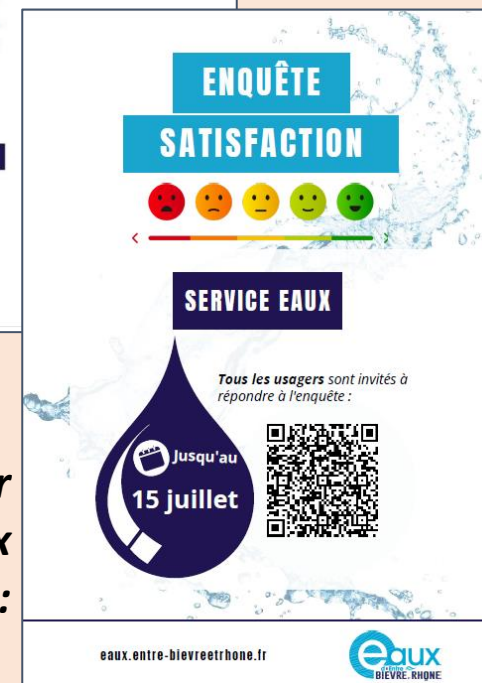 ENQUÊTE
SATISFACTION
SERVICE EAUX
Tous les usagers sont invités à
répondre à l'enquête :
Jusqu'au
15 juillet
eaux.entre-bievreetrhone.fr
eaux
d'Entre
BIEVRE.RHONE
r
x
: